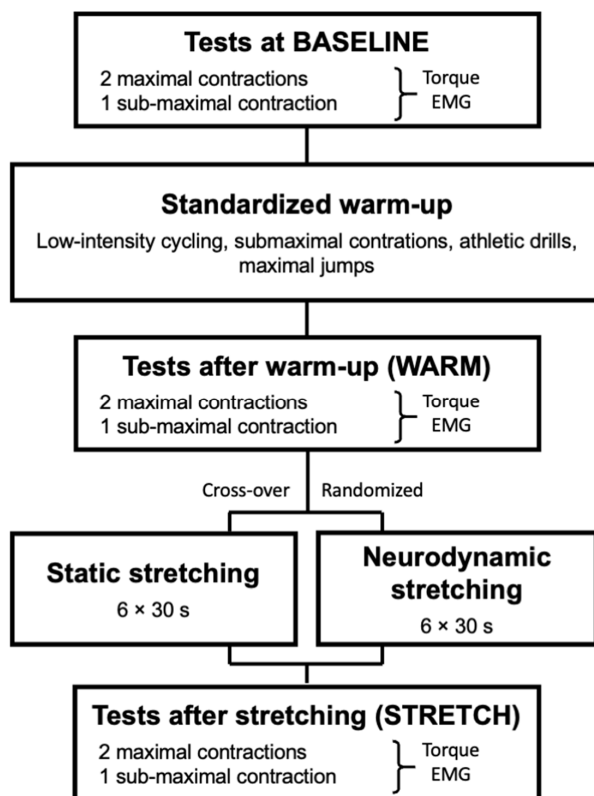 Tests at BASELINE
2 maximal contractions
1 sub-maximal contraction
Torque
EMG
Standardized warm-up
Low-intensity cycling, submaximal contrations, athletic drills,
maximal jumps
Tests after warm-up (WARM)
2 maximal contractions
1 sub-maximal contraction
Torque
EMG
Cross-over
Randomized
Static stretching
6 × 30 s
Neurodynamic
stretching
6 × 30 s
Tests after stretching (STRETCH)
2 maximal contractions
1 sub-maximal contraction
Torque
EMG